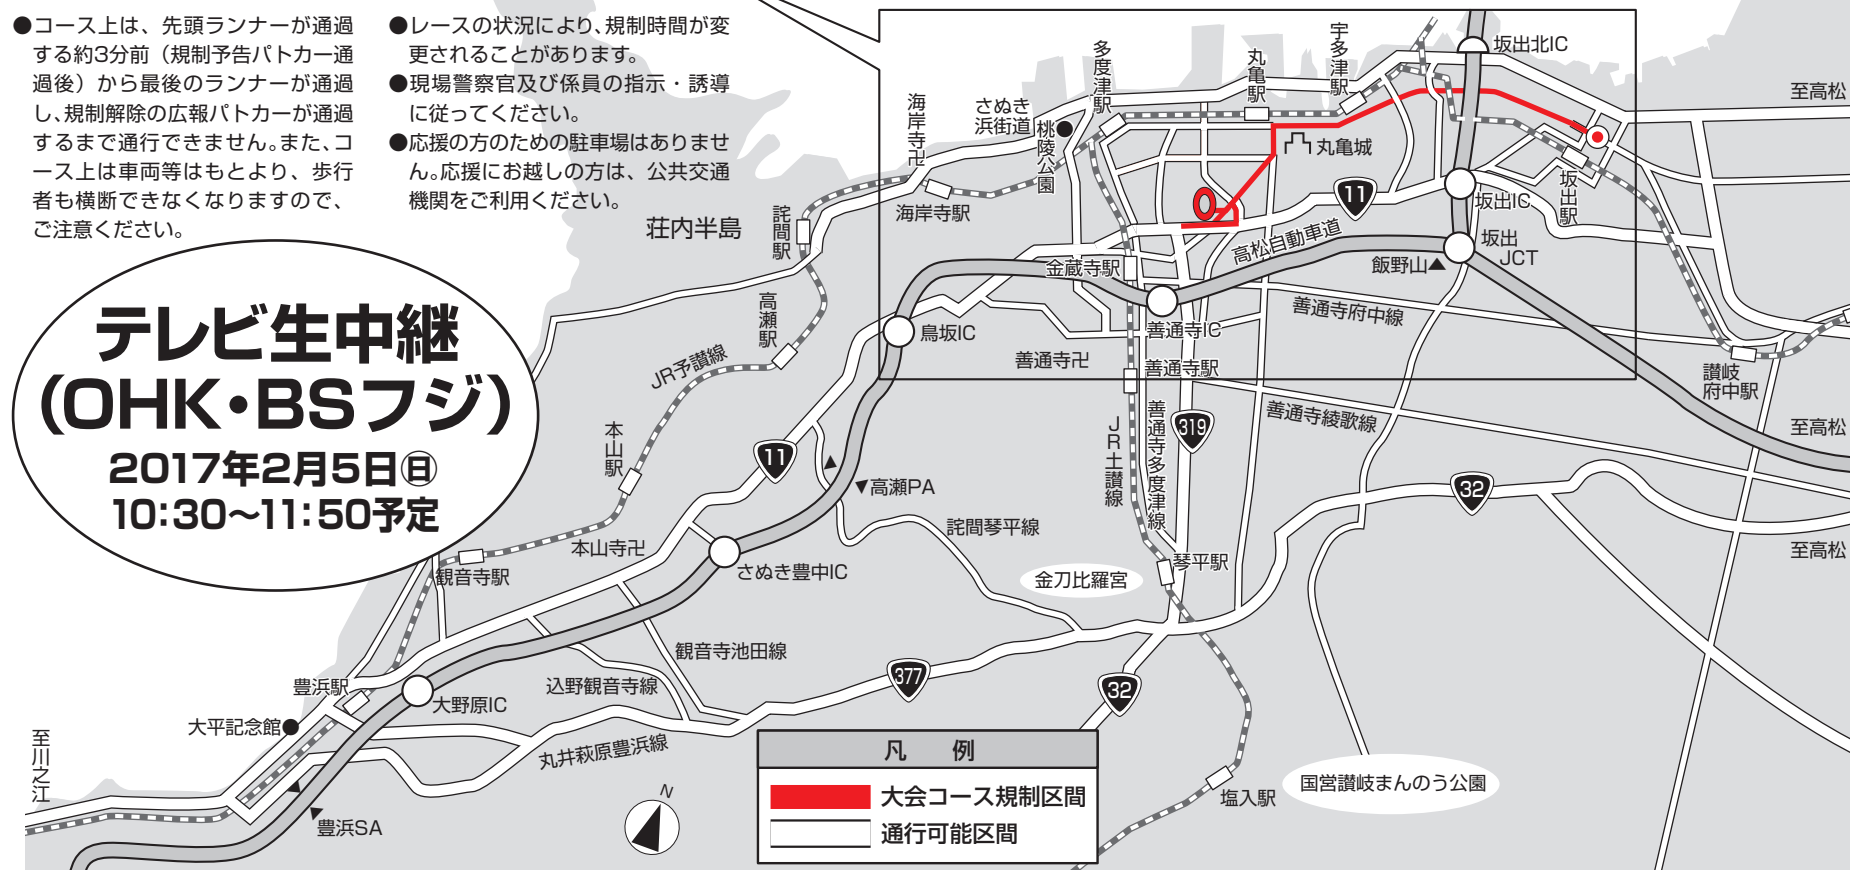 ●コース上は、先頭ランナーが通過
する約3分前（規制予告パトカー通
過後）から最後のランナーが通過
し、規制解除の広報パトカーが通過
するまで通行できません。また、コ
ース上は車両等はもとより、歩行
者も横断できなくなりますので、
ご注意ください。
●レースの状況により、規制時間が変
更されることがあります。
●現場警察官及び係員の指示・誘導
に従ってください。
●応援の方のための駐車場はありませ
ん。応援にお越しの方は、公共交通
機関をご利用ください。
テレビ生中継
(OHK・BSフジ)
2017年2月5日㊐
10:30〜11:50予定
荘内半島
海岸寺卍
さぬき
浜街道
桃陵公園
多度津駅
丸亀駅
宇多津駅
坂出北IC
至高松
丸亀城
11
坂出IC
坂出駅
坂出
JCT
飯野山▲
高松自動車道
海岸寺駅
詫間駅
高瀬駅
JR予讃線
金蔵寺駅
鳥坂IC
善通寺IC
善通寺卍
善通寺駅
善通寺府中線
讃岐
府中駅
善通寺綾歌線
至高松
本山駅
11
高瀬PA
JR土讃線
善通寺多度津線
319
32
詫間琴平線
至高松
本山寺卍
観音寺駅
さぬき豊中IC
金刀比羅宮
琴平駅
観音寺池田線
込野観音寺線
377
32
豊浜駅
大野原IC
大平記念館
丸井萩原豊浜線
至川之江
豊浜SA
N
凡 例
大会コース規制区間
通行可能区間
塩入駅
国営讃岐まんのう公園